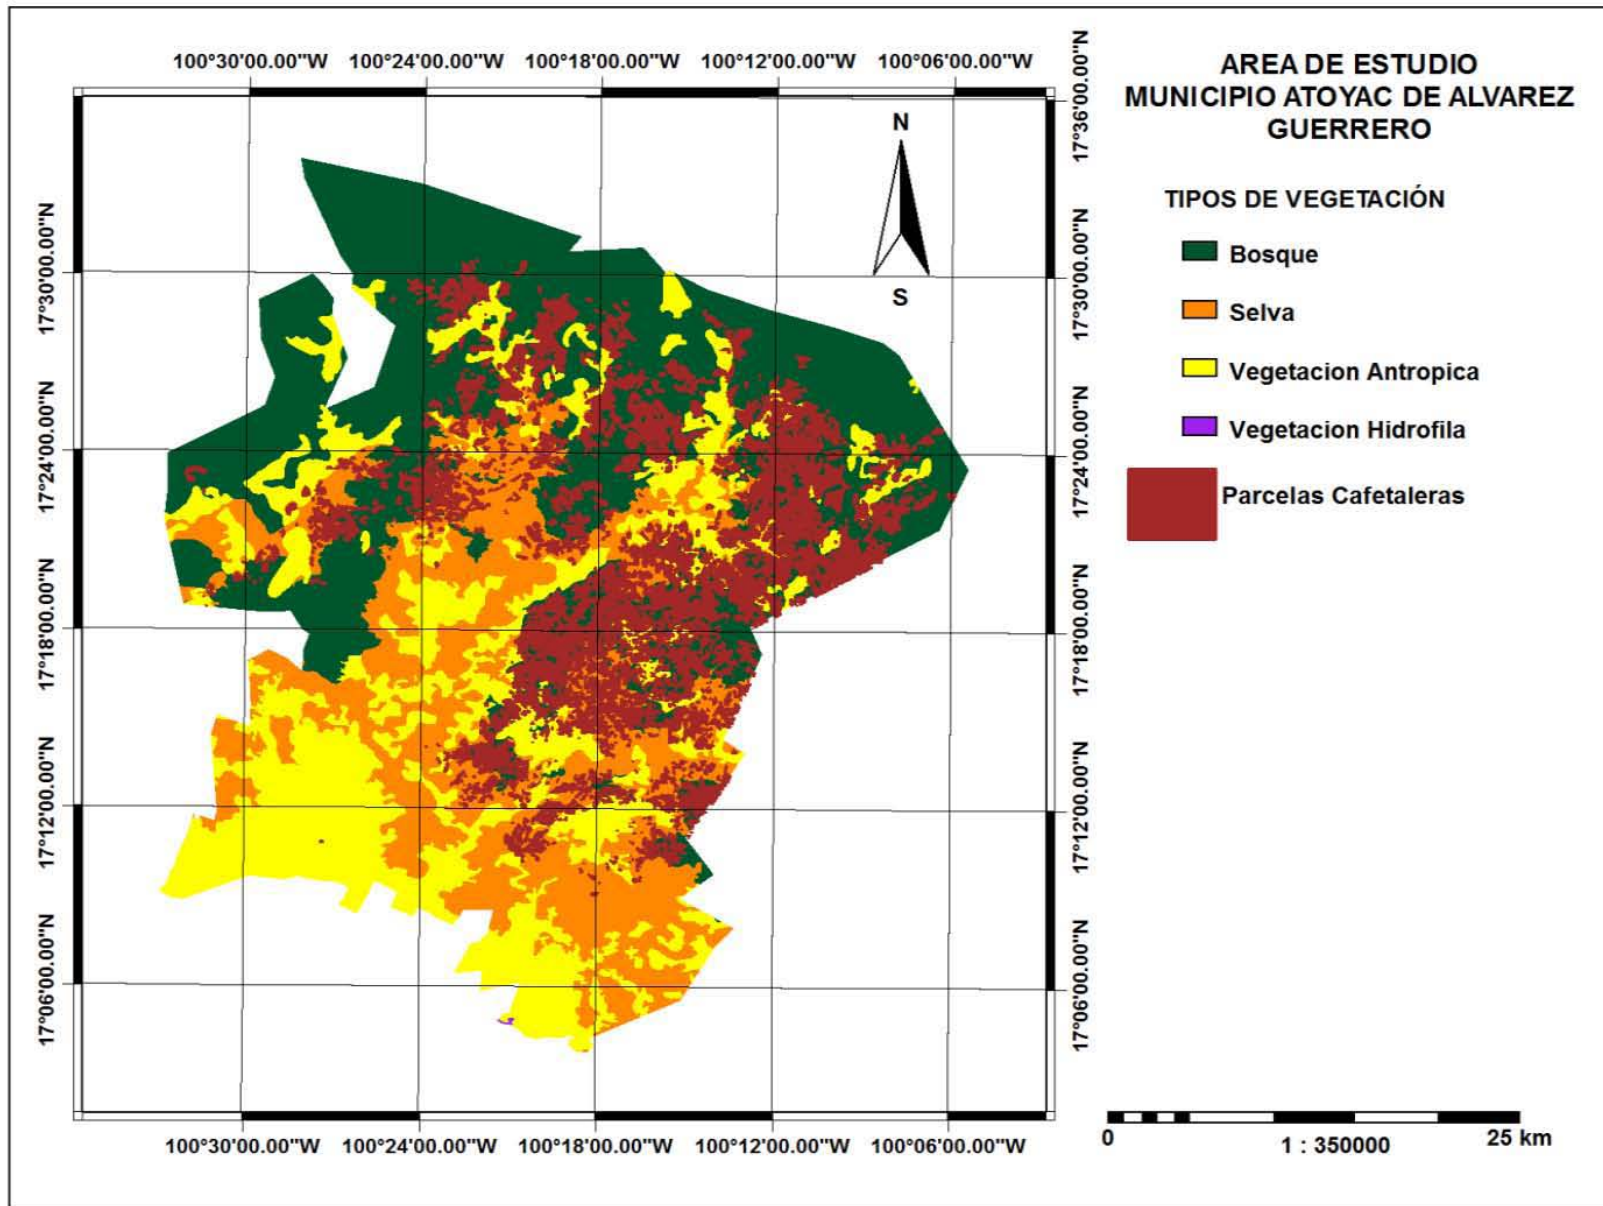 100°30'00.00"W 100°24'00.00"W 100°18'00.00"W 100°12'00.00"W 100°06'00.00"W
17°36'00.00"N
17°30'00.00"N
17°30'00.00"N
17°24'00.00"N
17°24'00.00"N
17°18'00.00"N
17°18'00.00"N
17°12'00.00"N
17°12'00.00"N
17°06'00.00"N
17°06'00.00"N
100°30'00.00"W 100°24'00.00"W 100°18'00.00"W 100°12'00.00"W 100°06'00.00"W
N
S
AREA DE ESTUDIO
MUNICIPIO ATOYAC DE ALVAREZ
GUERRERO
TIPOS DE VEGETACIÓN
Bosque
Selva
Vegetacion Antropica
Vegetacion Hidrofila
Parcelas Cafetaleras
0 25 km
1 : 350000